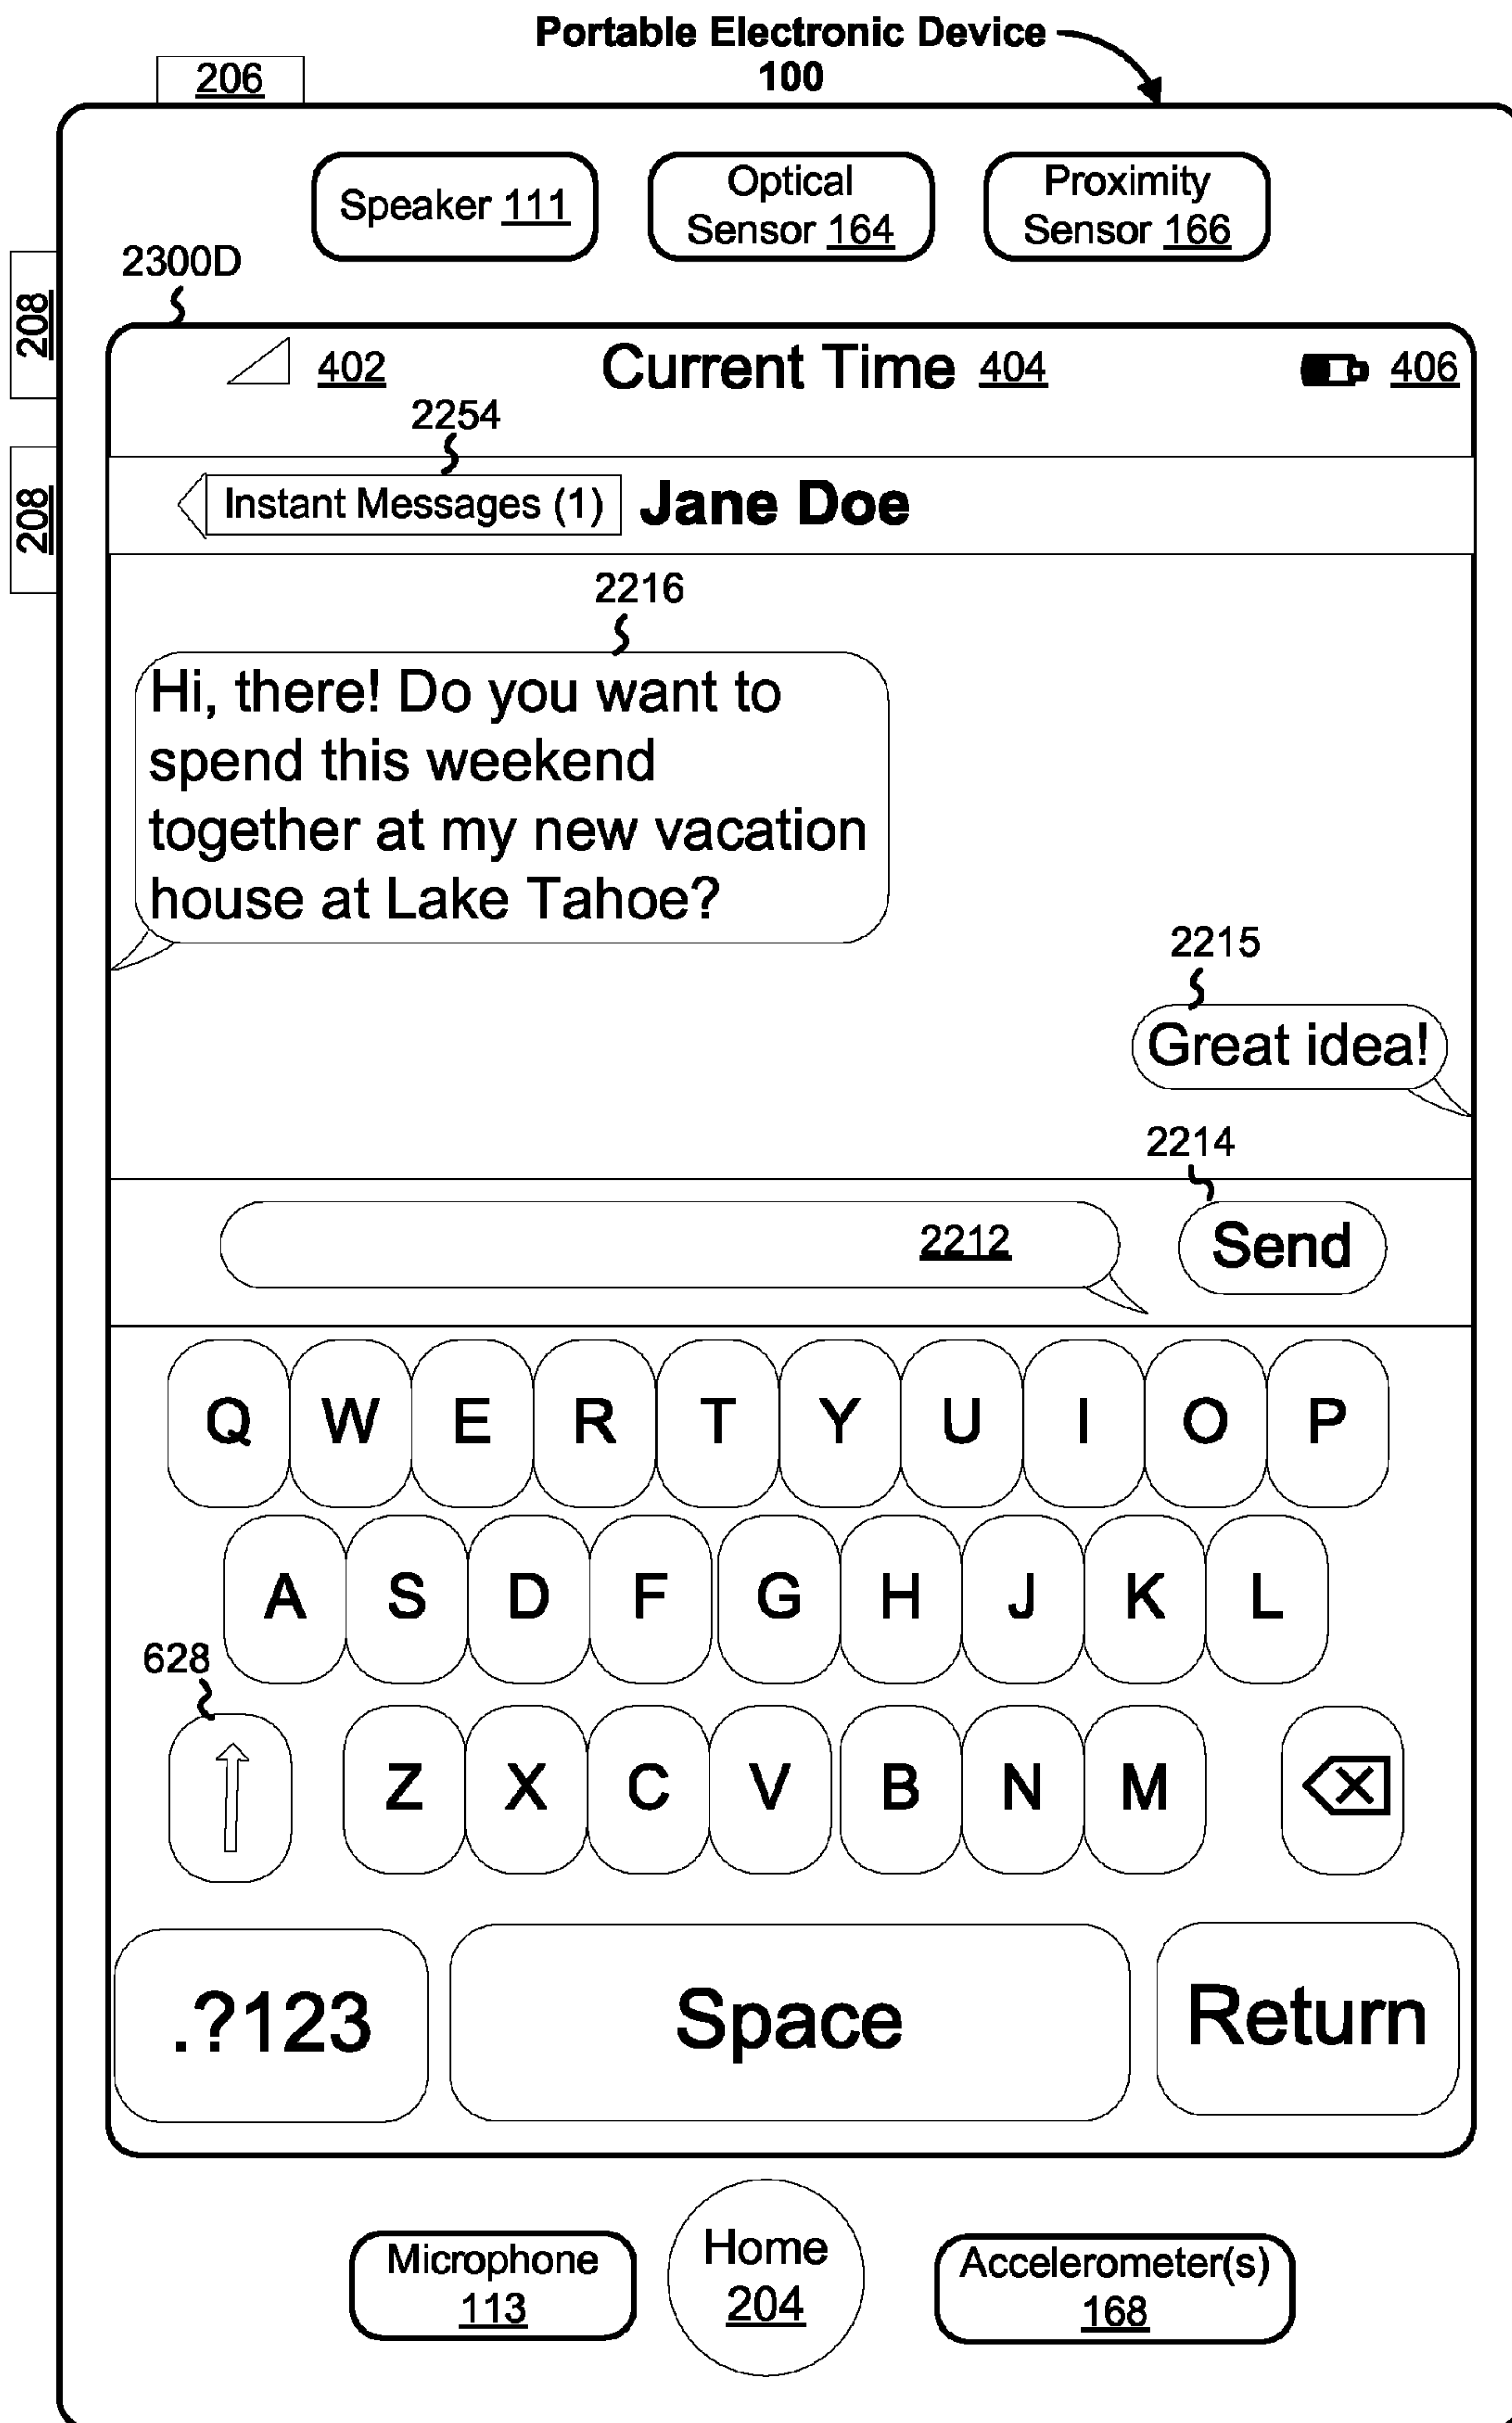 Portable Electronic Device
100
206
Speaker 111
Optical
Sensor 164
Proximity
Sensor 166
2300D
208
402
Current Time 404
406
2254
Instant Messages (1)
Jane Doe
208
2216
Hi, there! Do you want to
spend this weekend
together at my new vacation
house at Lake Tahoe?
2215
Great idea!
2214
2212
Send
Q W E R T Y U I O P
A S D F G H J K L
628
Z X C V B N M
.?123
Space
Return
Microphone
113
Home
204
Accelerometer(s)
168